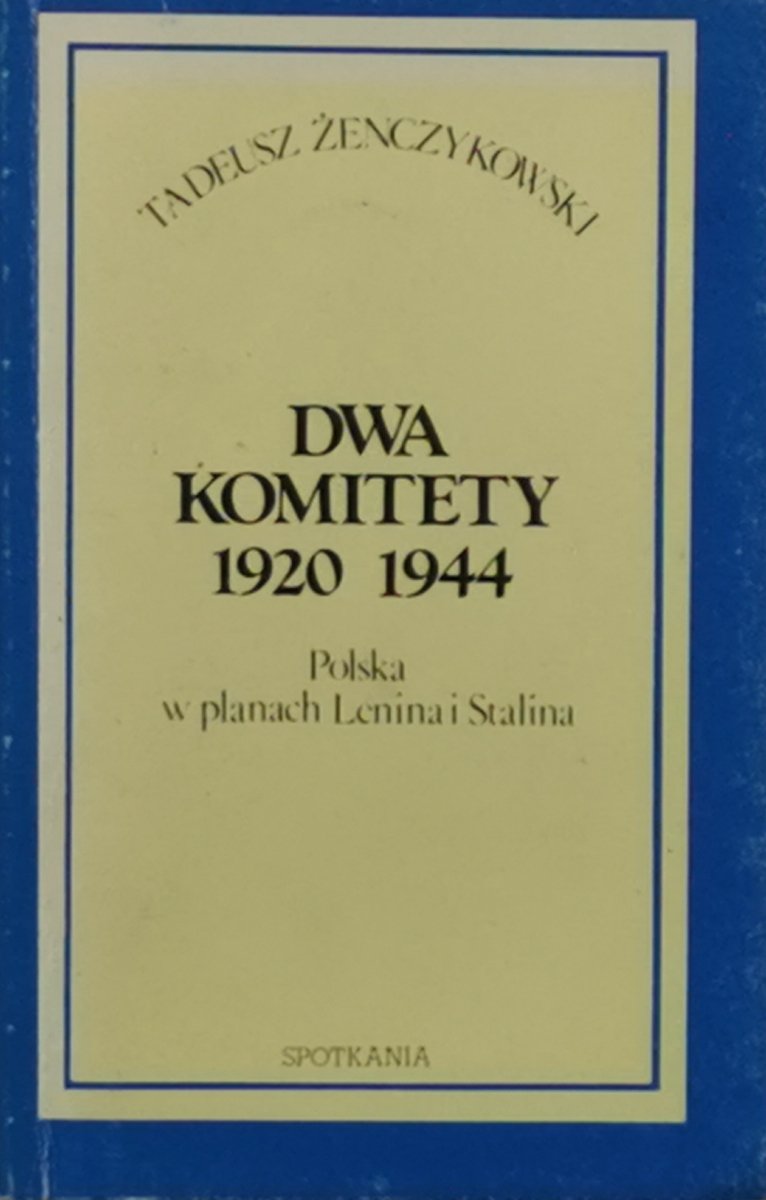 TADEUSZ ŻENCZYKOWSKI
DWA
KOMITETY
1920 1944
Polska
w planach Lenina i Stalina
SPOTKANIA